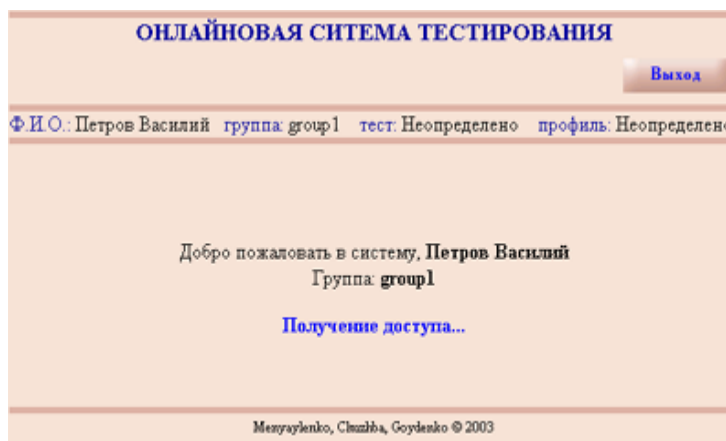 ОНЛАЙНОВАЯ СИТЕМА ТЕСТИРОВАНИЯ
Выход
Ф.И.О.: Петров Василий группа: group1 тест: Неопределено профиль: Неопределено
Добро пожаловать в систему, Петров Василий
Группа: group1
Получение доступа...
Menyaylenko, Chuzhba, Goydenko © 2003